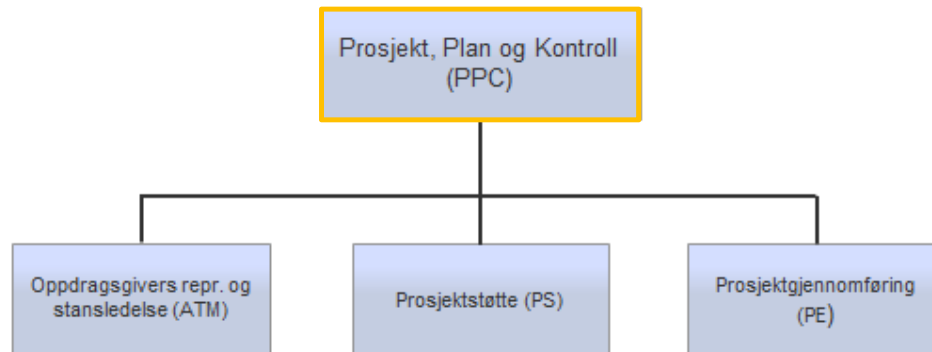 Prosjekt, Plan og Kontroll
(PPC)
Oppdragsgivers repr. og
stansledelse (ATM)
Prosjektstøtte (PS)
Prosjektgjennomføring
(PE)